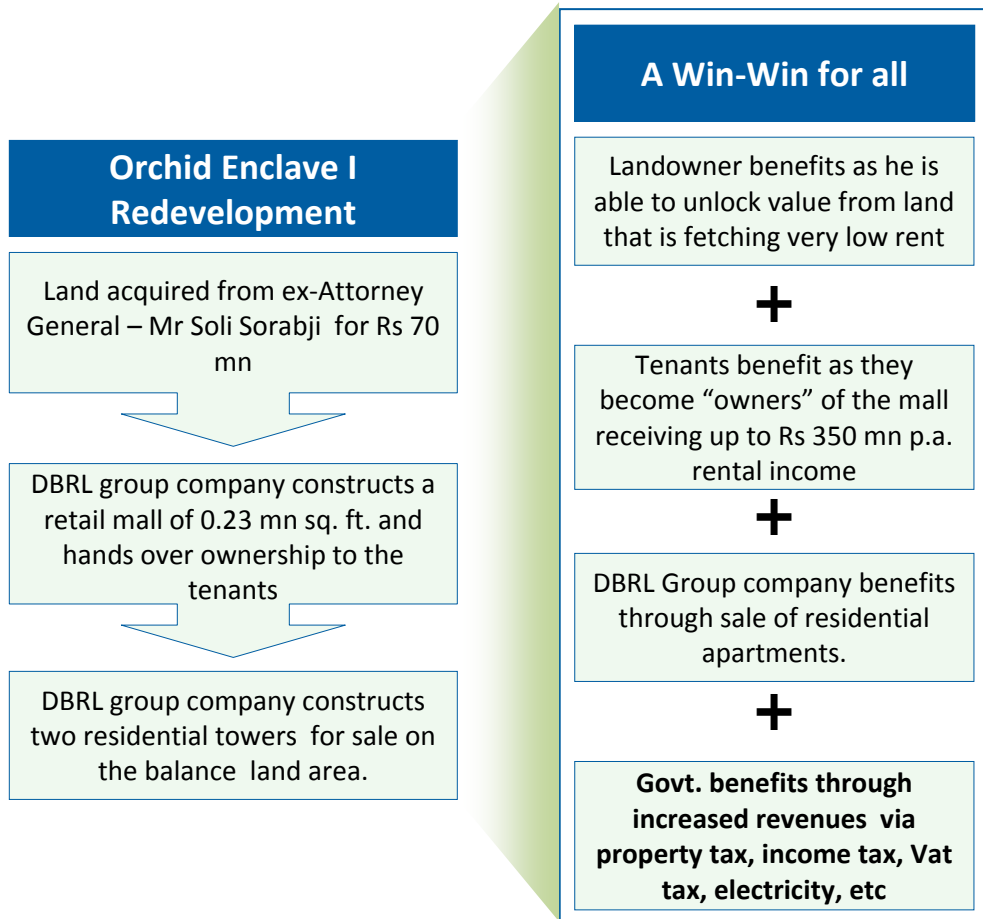 Orchid Enclave I
Redevelopment
Land acquired from ex-Attorney
General – Mr Soli Sorabji for Rs 70
mn
DBRL group company constructs a
retail mall of 0.23 mn sq. ft. and
hands over ownership to the
tenants
DBRL group company constructs
two residential towers for sale on
the balance land area.
A Win-Win for all
Landowner benefits as he is
able to unlock value from land
that is fetching very low rent
+
Tenants benefit as they
become “owners” of the mall
receiving up to Rs 350 mn p.a.
rental income
+
DBRL Group company benefits
through sale of residential
apartments.
+
Govt. benefits through
increased revenues via
property tax, income tax, Vat
tax, electricity, etc